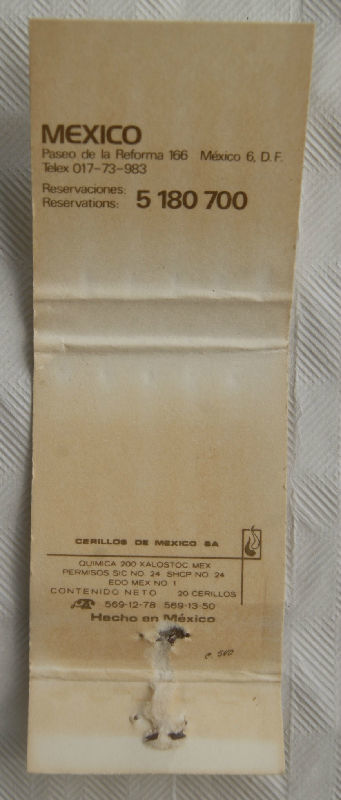 MEXICO
Paseo de la Reforma 166 México 6, D.F.
Telex 017-73-983
Reservaciones:
Reservations: 5 180 700
CERILLOS DE MEXICO SA
QUIMICA 200 XALOSTOC MEX
PERMISOS SIC NO. 24 SHCP NO. 24
EDO MEX NO. 1
CONTENIDO NETO 20 CERILLOS
569-12-78 569-13-50
Hecho en México